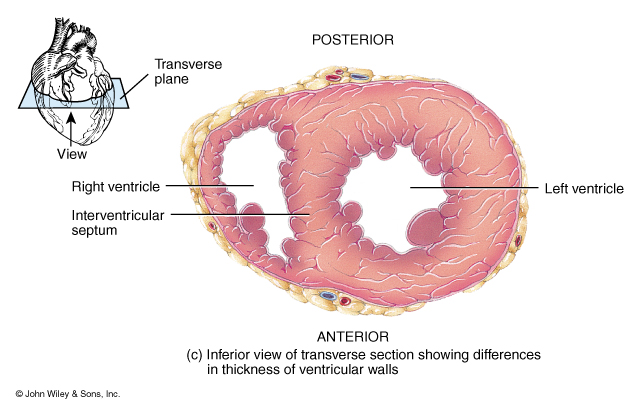 POSTERIOR
Transverse
plane
View
Right ventricle
Left ventricle
Interventricular
septum
ANTERIOR
(c) Inferior view of transverse section showing differences
in thickness of ventricular walls
© John Wiley & Sons, Inc.